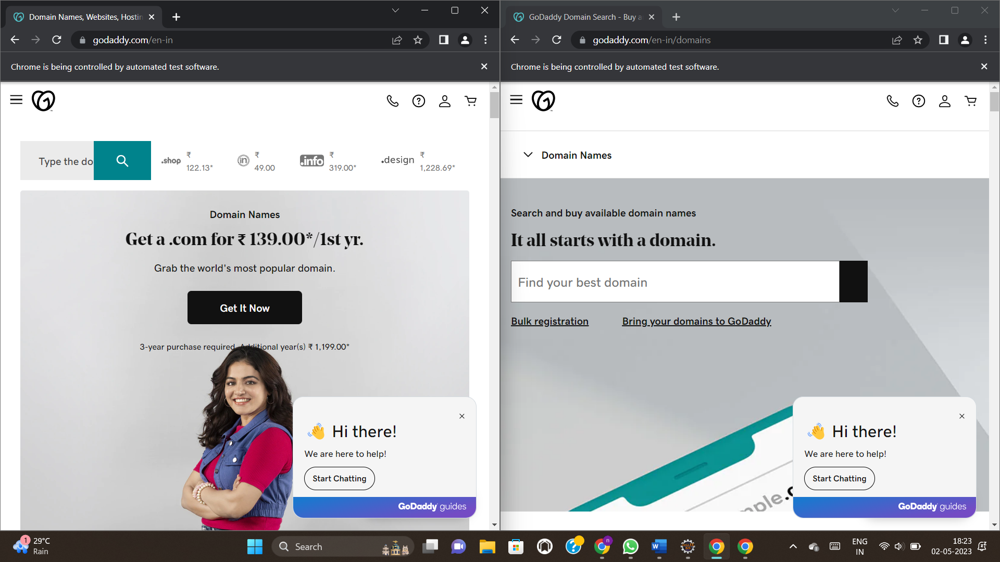 Domain Names, Websites, Hostin
godaddy.com/en-in
Chrome is being controlled by automated test software.
Type the do
.shop
₹
122.13*
in
₹
49.00
.info
₹
319.00*
.design
₹
1,228.69*
Domain Names
Get a .com for ₹ 139.00*/1st yr.
Grab the world's most popular domain.
Get It Now
3-year purchase required. Additional year(s) ₹ 1,199.00*
👋 Hi there!
We are here to help!
Start Chatting
GoDaddy guides
GoDaddy Domain Search - Buy a
godaddy.com/en-in/domains
Chrome is being controlled by automated test software.
Domain Names
Search and buy available domain names
It all starts with a domain.
Find your best domain
Bulk registration
Bring your domains to GoDaddy
mple.c
👋 Hi there!
We are here to help!
Start Chatting
GoDaddy guides
1
29°C
Rain
Search
n
W
ENG
IN
18:23
02-05-2023